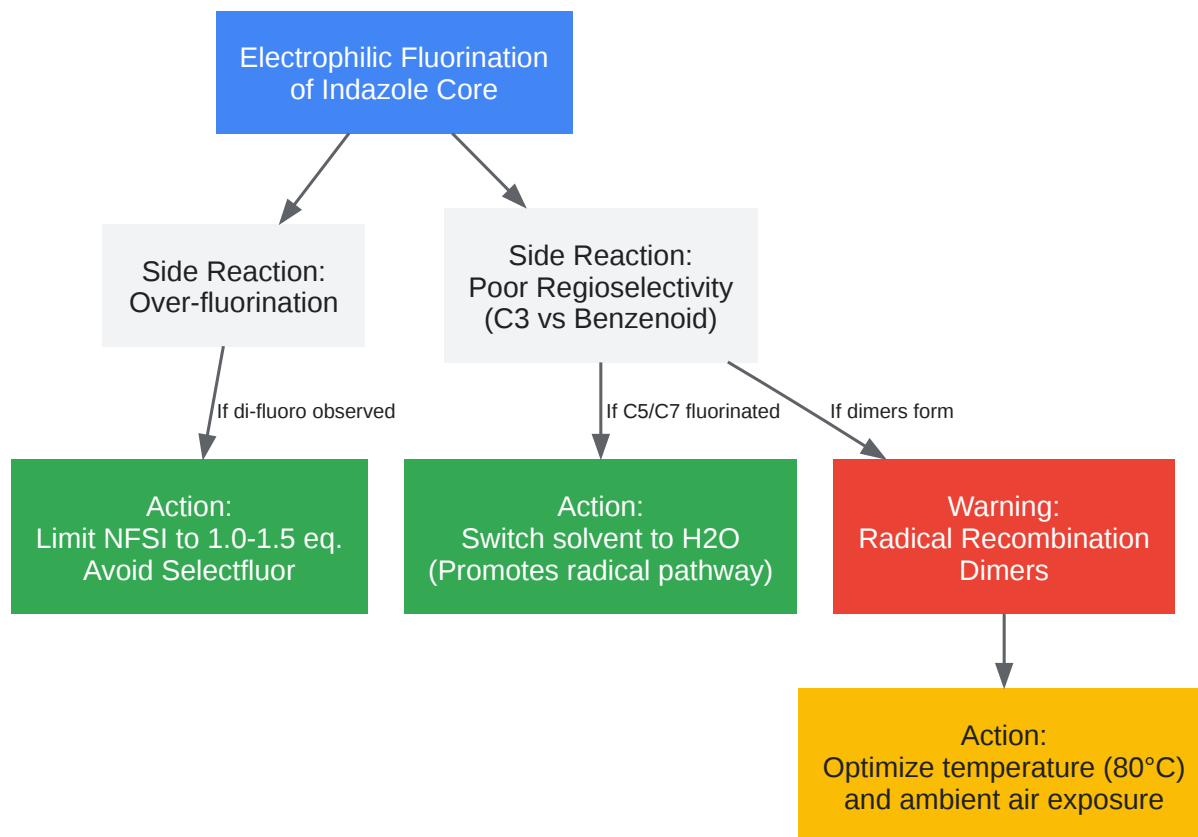 Electrophilic Fluorination
of Indazole Core
Side Reaction:
Over-fluorination
Side Reaction:
Poor Regioselectivity
(C3 vs Benzenoid)
If di-fluoro observed
If C5/C7 fluorinated
If dimers form
Action:
Limit NFSI to 1.0-1.5 eq.
Avoid Selectfluor
Action:
Switch solvent to H2O
(Promotes radical pathway)
Warning:
Radical Recombination
Dimers
Action:
Optimize temperature (80°C)
and ambient air exposure